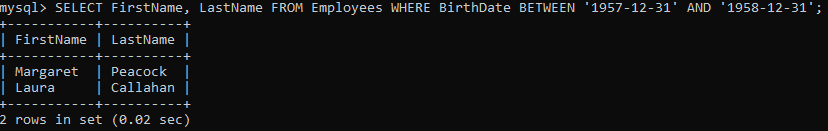 mysql> SELECT FirstName, LastName FROM Employees WHERE BirthDate BETWEEN '1957-12-31' AND '1958-12-31';
+-----------+----------+
| FirstName | LastName |
+-----------+----------+
| Margaret  | Peacock  |
| Laura     | Callahan |
+-----------+----------+
2 rows in set (0.02 sec)